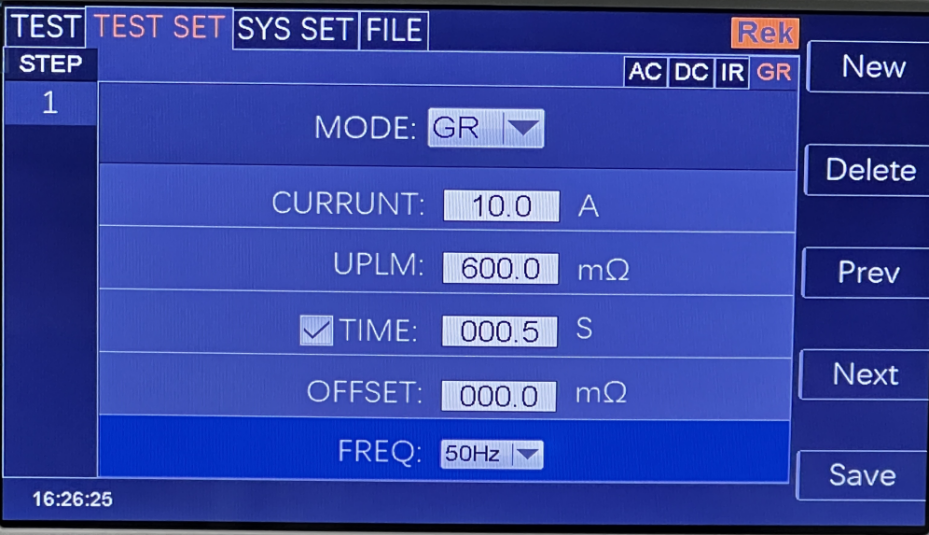 TEST TEST SET SYS SET FILE Rek
STEP AC DC IR GR New
1
MODE: GR
Delete
CURRUNT: 10.0 A
UPLM: 600.0 mΩ
Prev
TIME: 000.5 S
Next
OFFSET: 000.0 mΩ
FREQ: 50Hz
Save
16:26:25